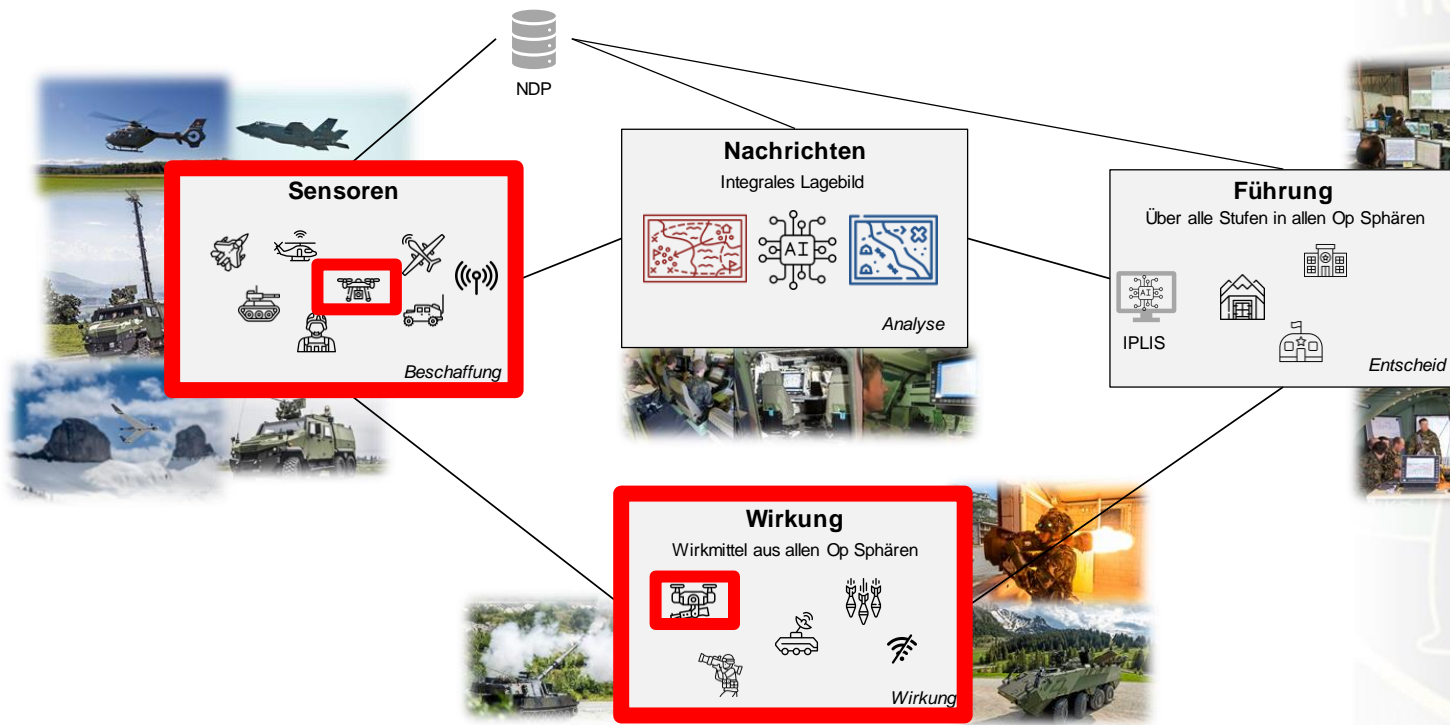 NDP
Sensoren
Beschaffung
Nachrichten
Integrales Lagebild
AI
Analyse
Führung
Über alle Stufen in allen Op Sphären
AI
IPLIS
Entscheid
Wirkung
Wirkmittel aus allen Op Sphären
Wirkung